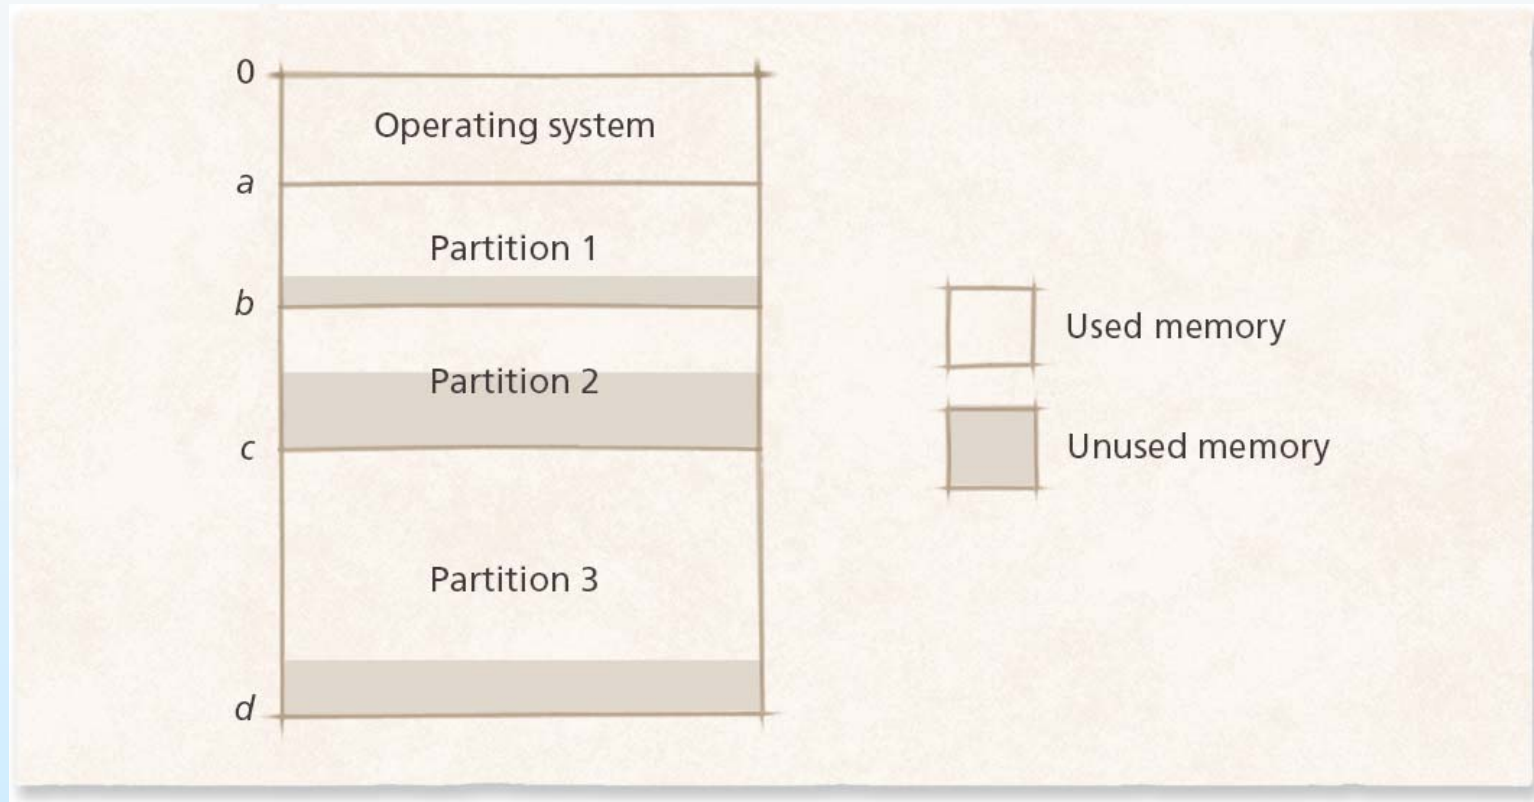 0
Operating system
a
Partition 1
b
Partition 2
c
Partition 3
d
Used memory
Unused memory